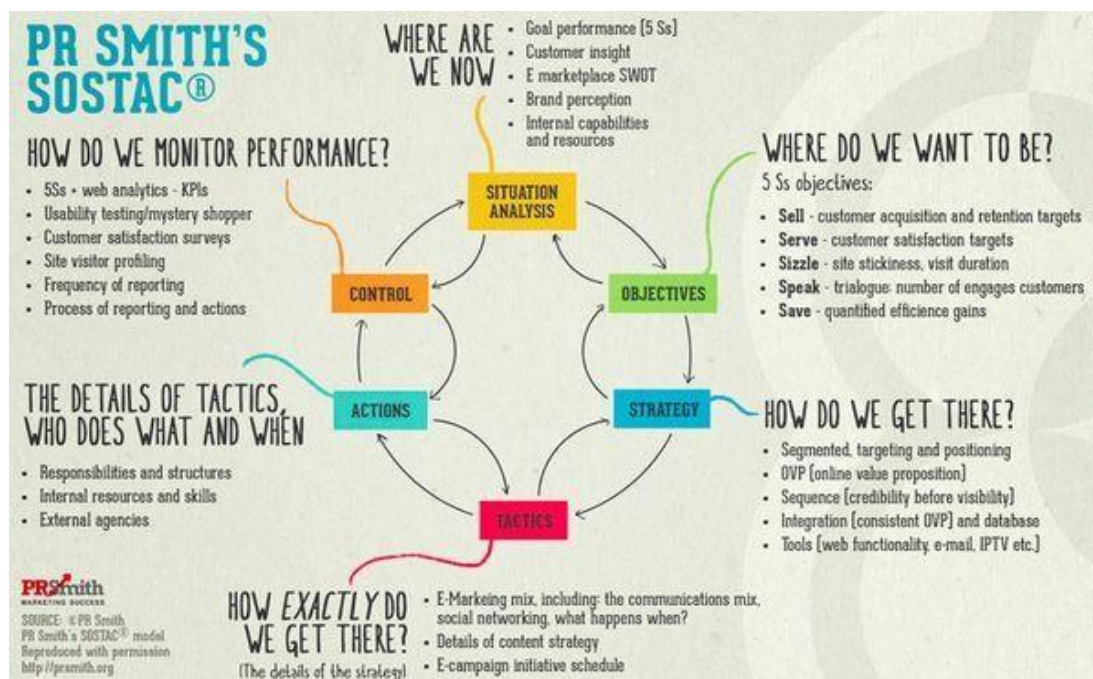 PR SMITH'S
SOSTAC®
WHERE ARE
WE NOW
• Goal performance (5 Ss)
• Customer insight
• E marketplace SWOT
• Brand perception
• Internal capabilities
and resources
HOW DO WE MONITOR PERFORMANCE?
• 5Ss + web analytics - KPIs
• Usability testing/mystery shopper
• Customer satisfaction surveys
• Site visitor profiling
• Frequency of reporting
• Process of reporting and actions
WHERE DO WE WANT TO BE?
5 Ss objectives:
• Sell - customer acquisition and retention targets
• Serve - customer satisfaction targets
• Sizzle - site stickiness, visit duration
• Speak - trialogue: number of engages customers
• Save - quantified efficience gains
SITUATION
ANALYSIS
CONTROL
OBJECTIVES
ACTIONS
STRATEGY
TACTICS
THE DETAILS OF TACTICS,
WHO DOES WHAT AND WHEN
• Responsibilities and structures
• Internal resources and skills
• External agencies
HOW DO WE GET THERE?
• Segmented, targeting and positioning
• OVP (online value proposition)
• Sequence (credibility before visibility)
• Integration (consistent OVP) and database
• Tools (web functionality, e-mail, IPTV etc.)
HOW EXACTLY DO
WE GET THERE?
(The details of the strategy)
• E-Markeing mix, including: the communications mix,
social networking, what happens when?
• Details of content strategy
• E-campaign initiative schedule
PRSmith
MARKETING SUCCESS
SOURCE: ©PR Smith
PR Smith's SOSTAC® model
Reproduced with permission
http://prsmith.org